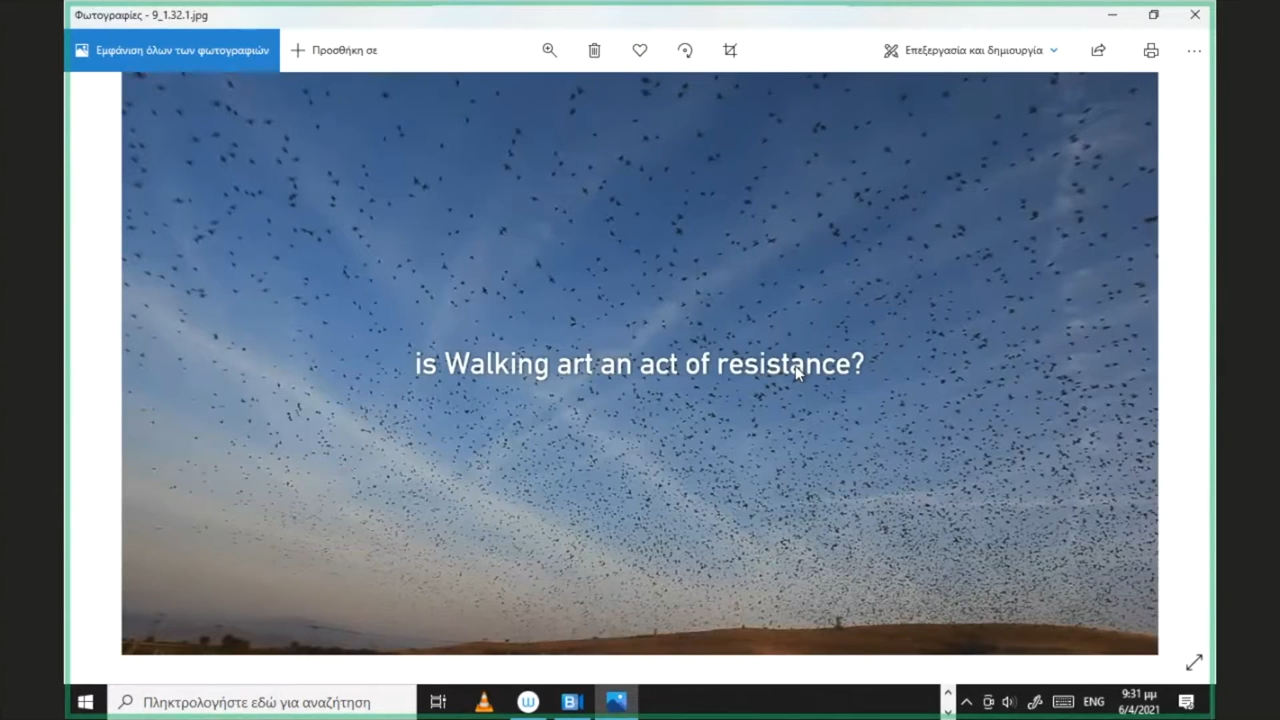 Φωτογραφίες - 9_1.32.1.jpg
Εμφάνιση όλων των φωτογραφιών
Προσθήκη σε
Επεξεργασία και δημιουργία
is Walking art an act of resistance?
Πληκτρολογήστε εδώ για αναζήτηση
ENG
9:31 μμ
6/4/2021